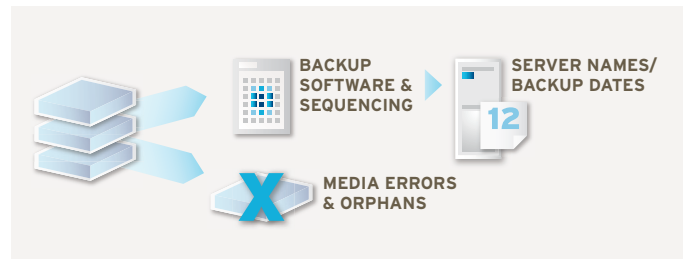 BACKUP
SOFTWARE &
SEQUENCING
SERVER NAMES/
BACKUP DATES
12
MEDIA ERRORS
& ORPHANS
X